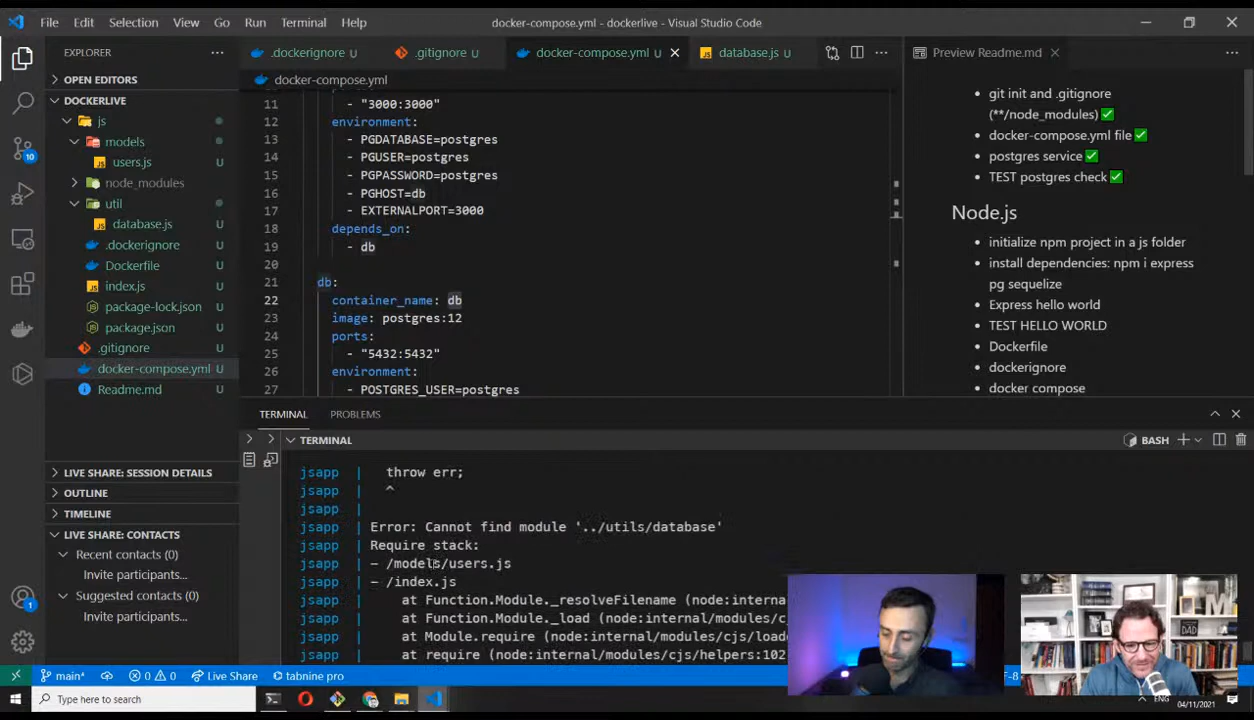 File Edit Selection View Go Run Terminal Help
docker-compose.yml - dockerlive - Visual Studio Code
EXPLORER
OPEN EDITORS
DOCKERLIVE
js
models
users.js U
node_modules
util
database.js U
.dockerignore U
Dockerfile U
index.js U
package-lock.json U
package.json U
.gitignore U
docker-compose.yml U
Readme.md U
LIVE SHARE: SESSION DETAILS
OUTLINE
TIMELINE
LIVE SHARE: CONTACTS
Recent contacts (0)
Invite participants...
Suggested contacts (0)
Invite participants...
10
1
.dockerignore U
.gitignore U
docker-compose.yml U
database.js U
docker-compose.yml
11 - "3000:3000"
12 environment:
13 - PGDATABASE=postgres
14 - PGUSER=postgres
15 - PGPASSWORD=postgres
16 - PGHOST=db
17 - EXTERNALPORT=3000
18 depends_on:
19 - db
20
21 db:
22 container_name: db
23 image: postgres:12
24 ports:
25 - "5432:5432"
26 environment:
27 - POSTGRES_USER=postgres
Preview Readme.md
git init and .gitignore
(**/node_modules)
docker-compose.yml file
postgres service
TEST postgres check
Node.js
initialize npm project in a js folder
install dependencies: npm i express
pg sequelize
Express hello world
TEST HELLO WORLD
Dockerfile
dockerignore
docker compose
TERMINAL PROBLEMS
TERMINAL
BASH
jsapp | throw err;
jsapp | ^
jsapp |
jsapp | Error: Cannot find module '../utils/database'
jsapp | Require stack:
jsapp | - /models/users.js
jsapp | - /index.js
jsapp | at Function.Module._resolveFilename (node:interna
jsapp | at Function.Module._load (node:internal/modules/cj
jsapp | at Module.require (node:internal/modules/cjs/loade
jsapp | at require (node:internal/modules/cjs/helpers:102
main* 0 0 Live Share tabnine pro
Type here to search
DAD
ENG
04/11/2021